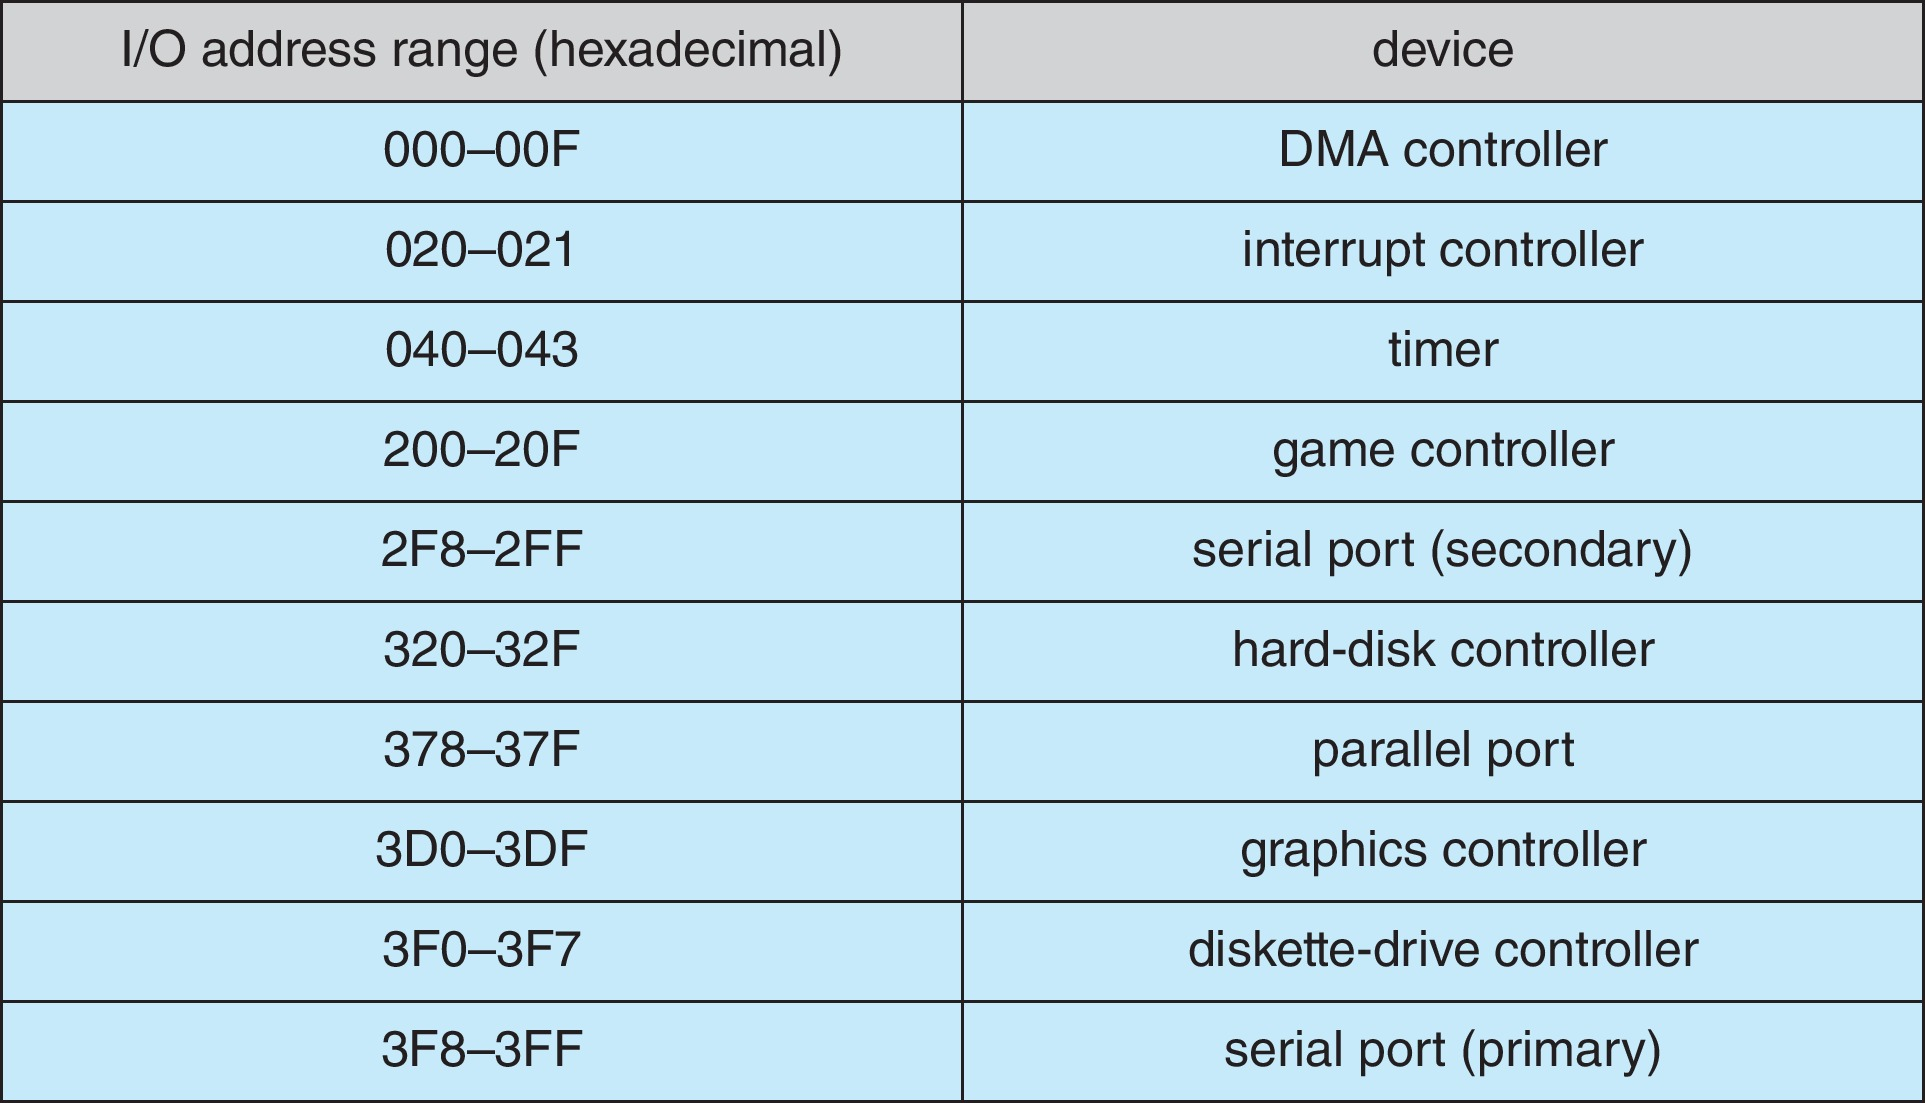 I/O address range (hexadecimal) device
000–00F DMA controller
020–021 interrupt controller
040–043 timer
200–20F game controller
2F8–2FF serial port (secondary)
320–32F hard-disk controller
378–37F parallel port
3D0–3DF graphics controller
3F0–3F7 diskette-drive controller
3F8–3FF serial port (primary)